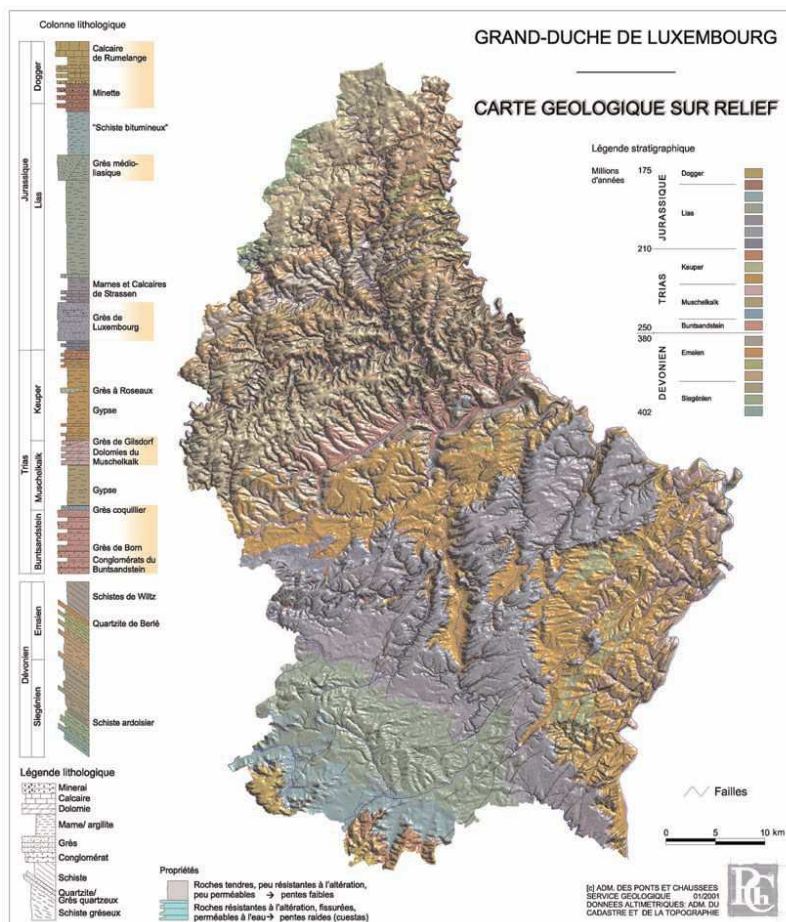 Colonne lithologique
Jurassique
Dogger
Calcaire
de Rumelange
Minette
Lias
"Schiste bitumineux"
Grès médio-
liasique
Marnes et Calcaires
de Strassen
Grès de
Luxembourg
Trias
Keuper
Grès à Roseaux
Gypse
Muschelkalk
Grès de Gilsdorf
Dolomies du
Muschelkalk
Gypse
Grès coquillier
Buntsandstein
Grès de Born
Conglomérats du
Buntsandstein
Dévonien
Emsien
Schistes de Wiltz
Quartzite de Berlé
Siegénien
Schiste ardoisier
Légende lithologique
Minerai
Calcaire
Dolomie
Marne/ argilite
Grès
Conglomérat
Schiste
Quartzite/
Grès quartzeux
Schiste gréseux
Propriétés
Roches tendres, peu résistantes à l'altération,
peu perméables → pentes faibles
Roches résistantes à l'altération, fissurées,
perméables à l'eau → pentes raides (cuestas)
GRAND-DUCHE DE LUXEMBOURG
CARTE GEOLOGIQUE SUR RELIEF
Légende stratigraphique
Millions
d'années
175
JURASSIQUE
Dogger
Lias
210
TRIAS
Keuper
Muschelkalk
Buntsandstein
250
380
DEVONIEN
Emsien
Siegénien
402
Failles
0 5 10 km
[c] ADM. DES PONTS ET CHAUSSEES
SERVICE GEOLOGIQUE 01/2001
DONNEES ALTIMETRIQUES: ADM. DU
CADASTRE ET DE LA TOPOGRAPHIE